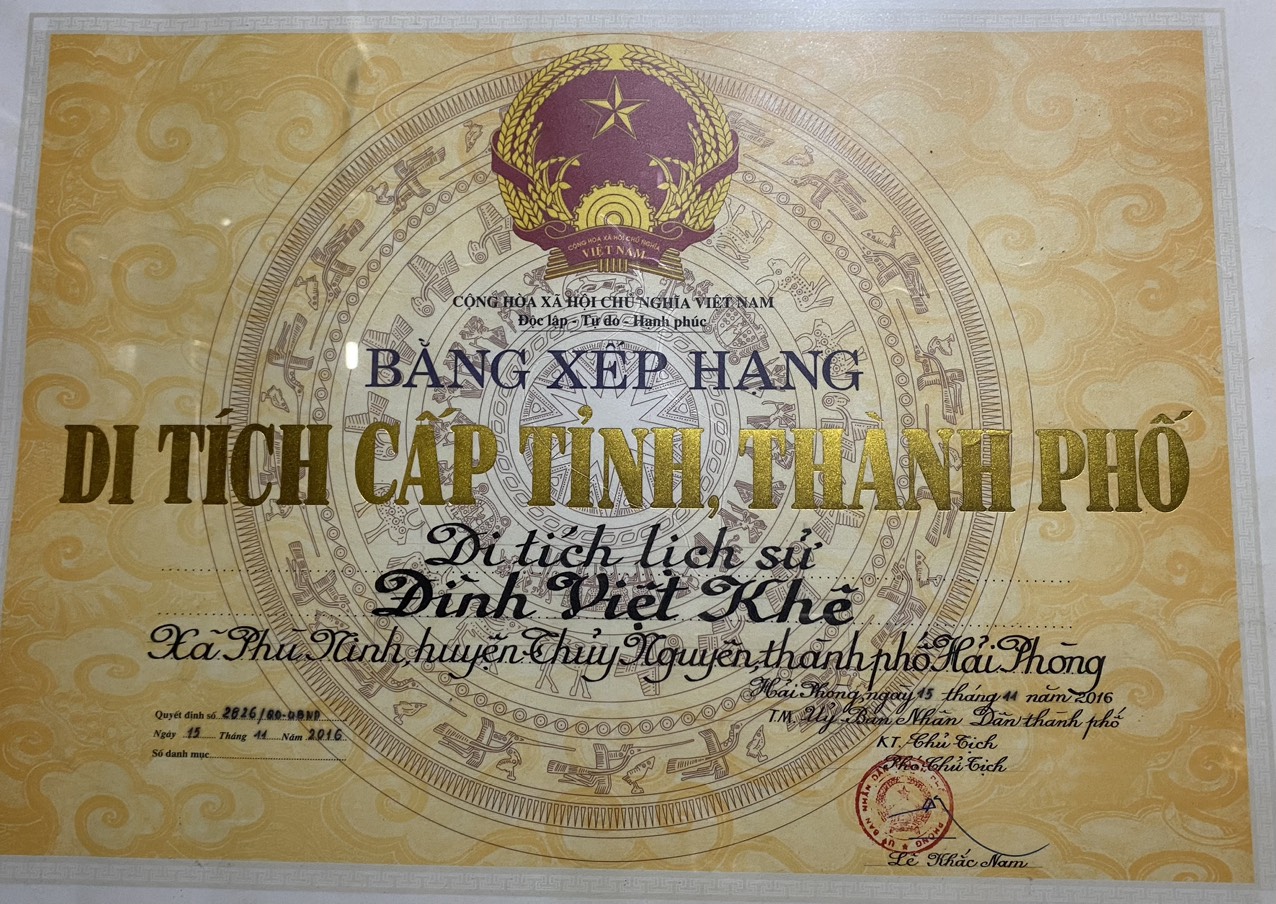 CỘNG HÒA XÃ HỘI CHỦ NGHĨA
VIỆT NAM
CỘNG HÒA XÃ HỘI CHỦ NGHĨA VIỆT NAM
Độc lập - Tự do - Hạnh phúc
BẰNG XẾP HẠNG
DI TÍCH CẤP TỈNH, THÀNH PHỐ
Di tích lịch sử
Đình Việt Khê
Xã Phù Ninh, huyện Thủy Nguyên, thành phố Hải Phòng
Hải Phòng, ngày 15 tháng 11 năm 2016
T.M. Uỷ Ban Nhân Dân thành phố
KT. Chủ Tịch
Phó Chủ Tịch
Lê Khắc Nam
Quyết định số 2826/QĐ-UBND
Ngày 15 Tháng 11 Năm 2016
Số danh mục